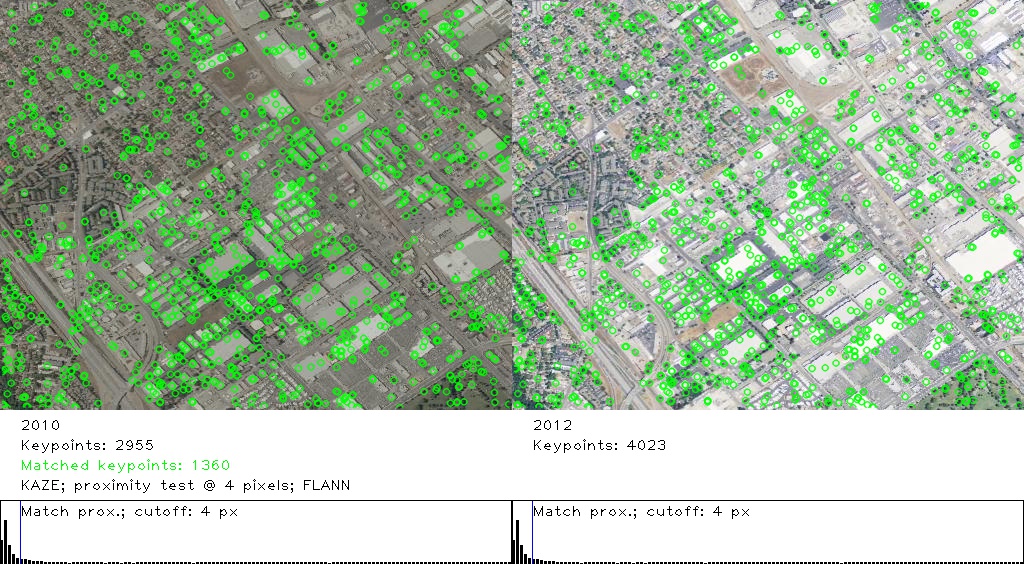 2010
Keypoints: 2955
Matched keypoints: 1360
KAZE; proximity test @ 4 pixels; FLANN
2012
Keypoints: 4023
Match prox.; cutoff: 4 px
Match prox.; cutoff: 4 px